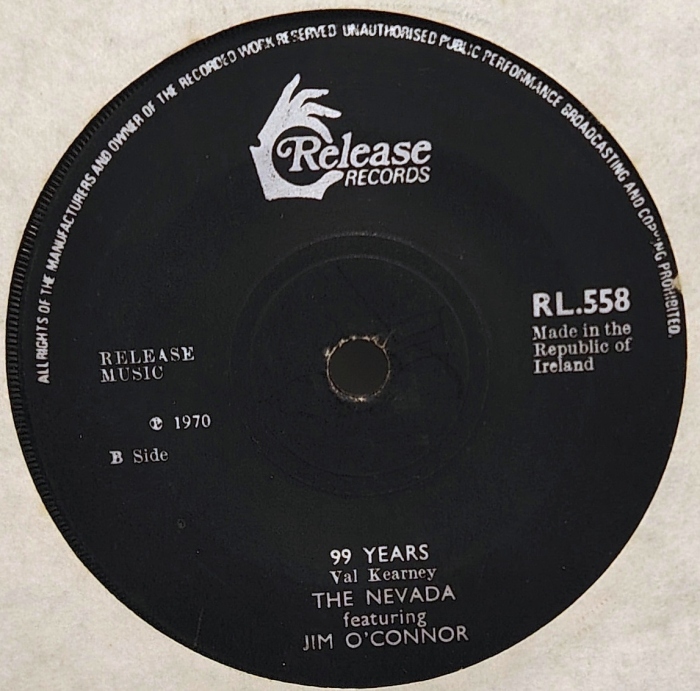 ALL RIGHTS OF THE MANUFACTURERS AND OWNER OF THE RECORDED WORK RESERVED UNAUTHORISED PUBLIC PERFORMANCE BROADCASTING AND COPYING PROHIBITED.
Release
RECORDS
RL.558
Made in the
Republic of
Ireland
RELEASE
MUSIC
℗ 1970
B Side
99 YEARS
Val Kearney
THE NEVADA
featuring
JIM O'CONNOR